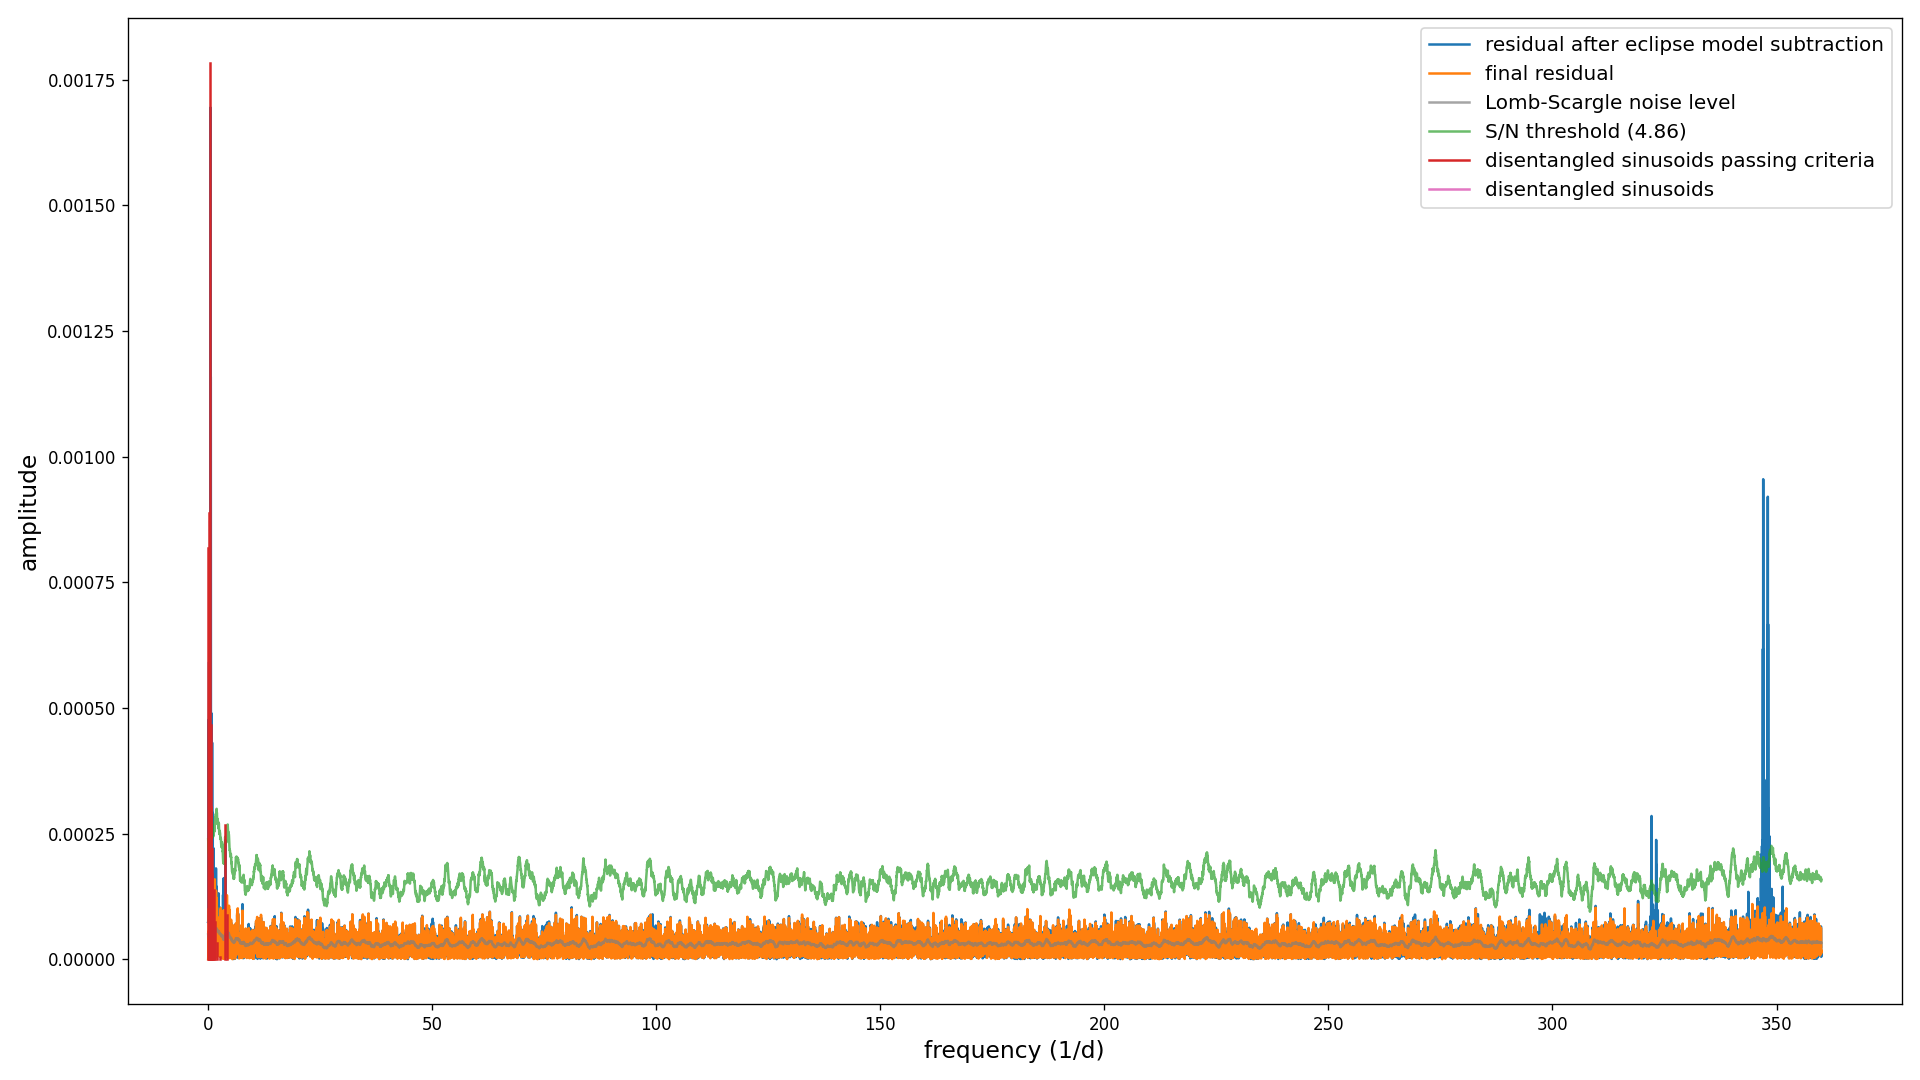 residual after eclipse model subtraction
final residual
Lomb-Scargle noise level
S/N threshold (4.86)
disentangled sinusoids passing criteria
disentangled sinusoids
0.00175
0.00150
0.00125
0.00100
0.00075
0.00050
0.00025
0.00000
amplitude
0 50 100 150 200 250 300 350
frequency (1/d)